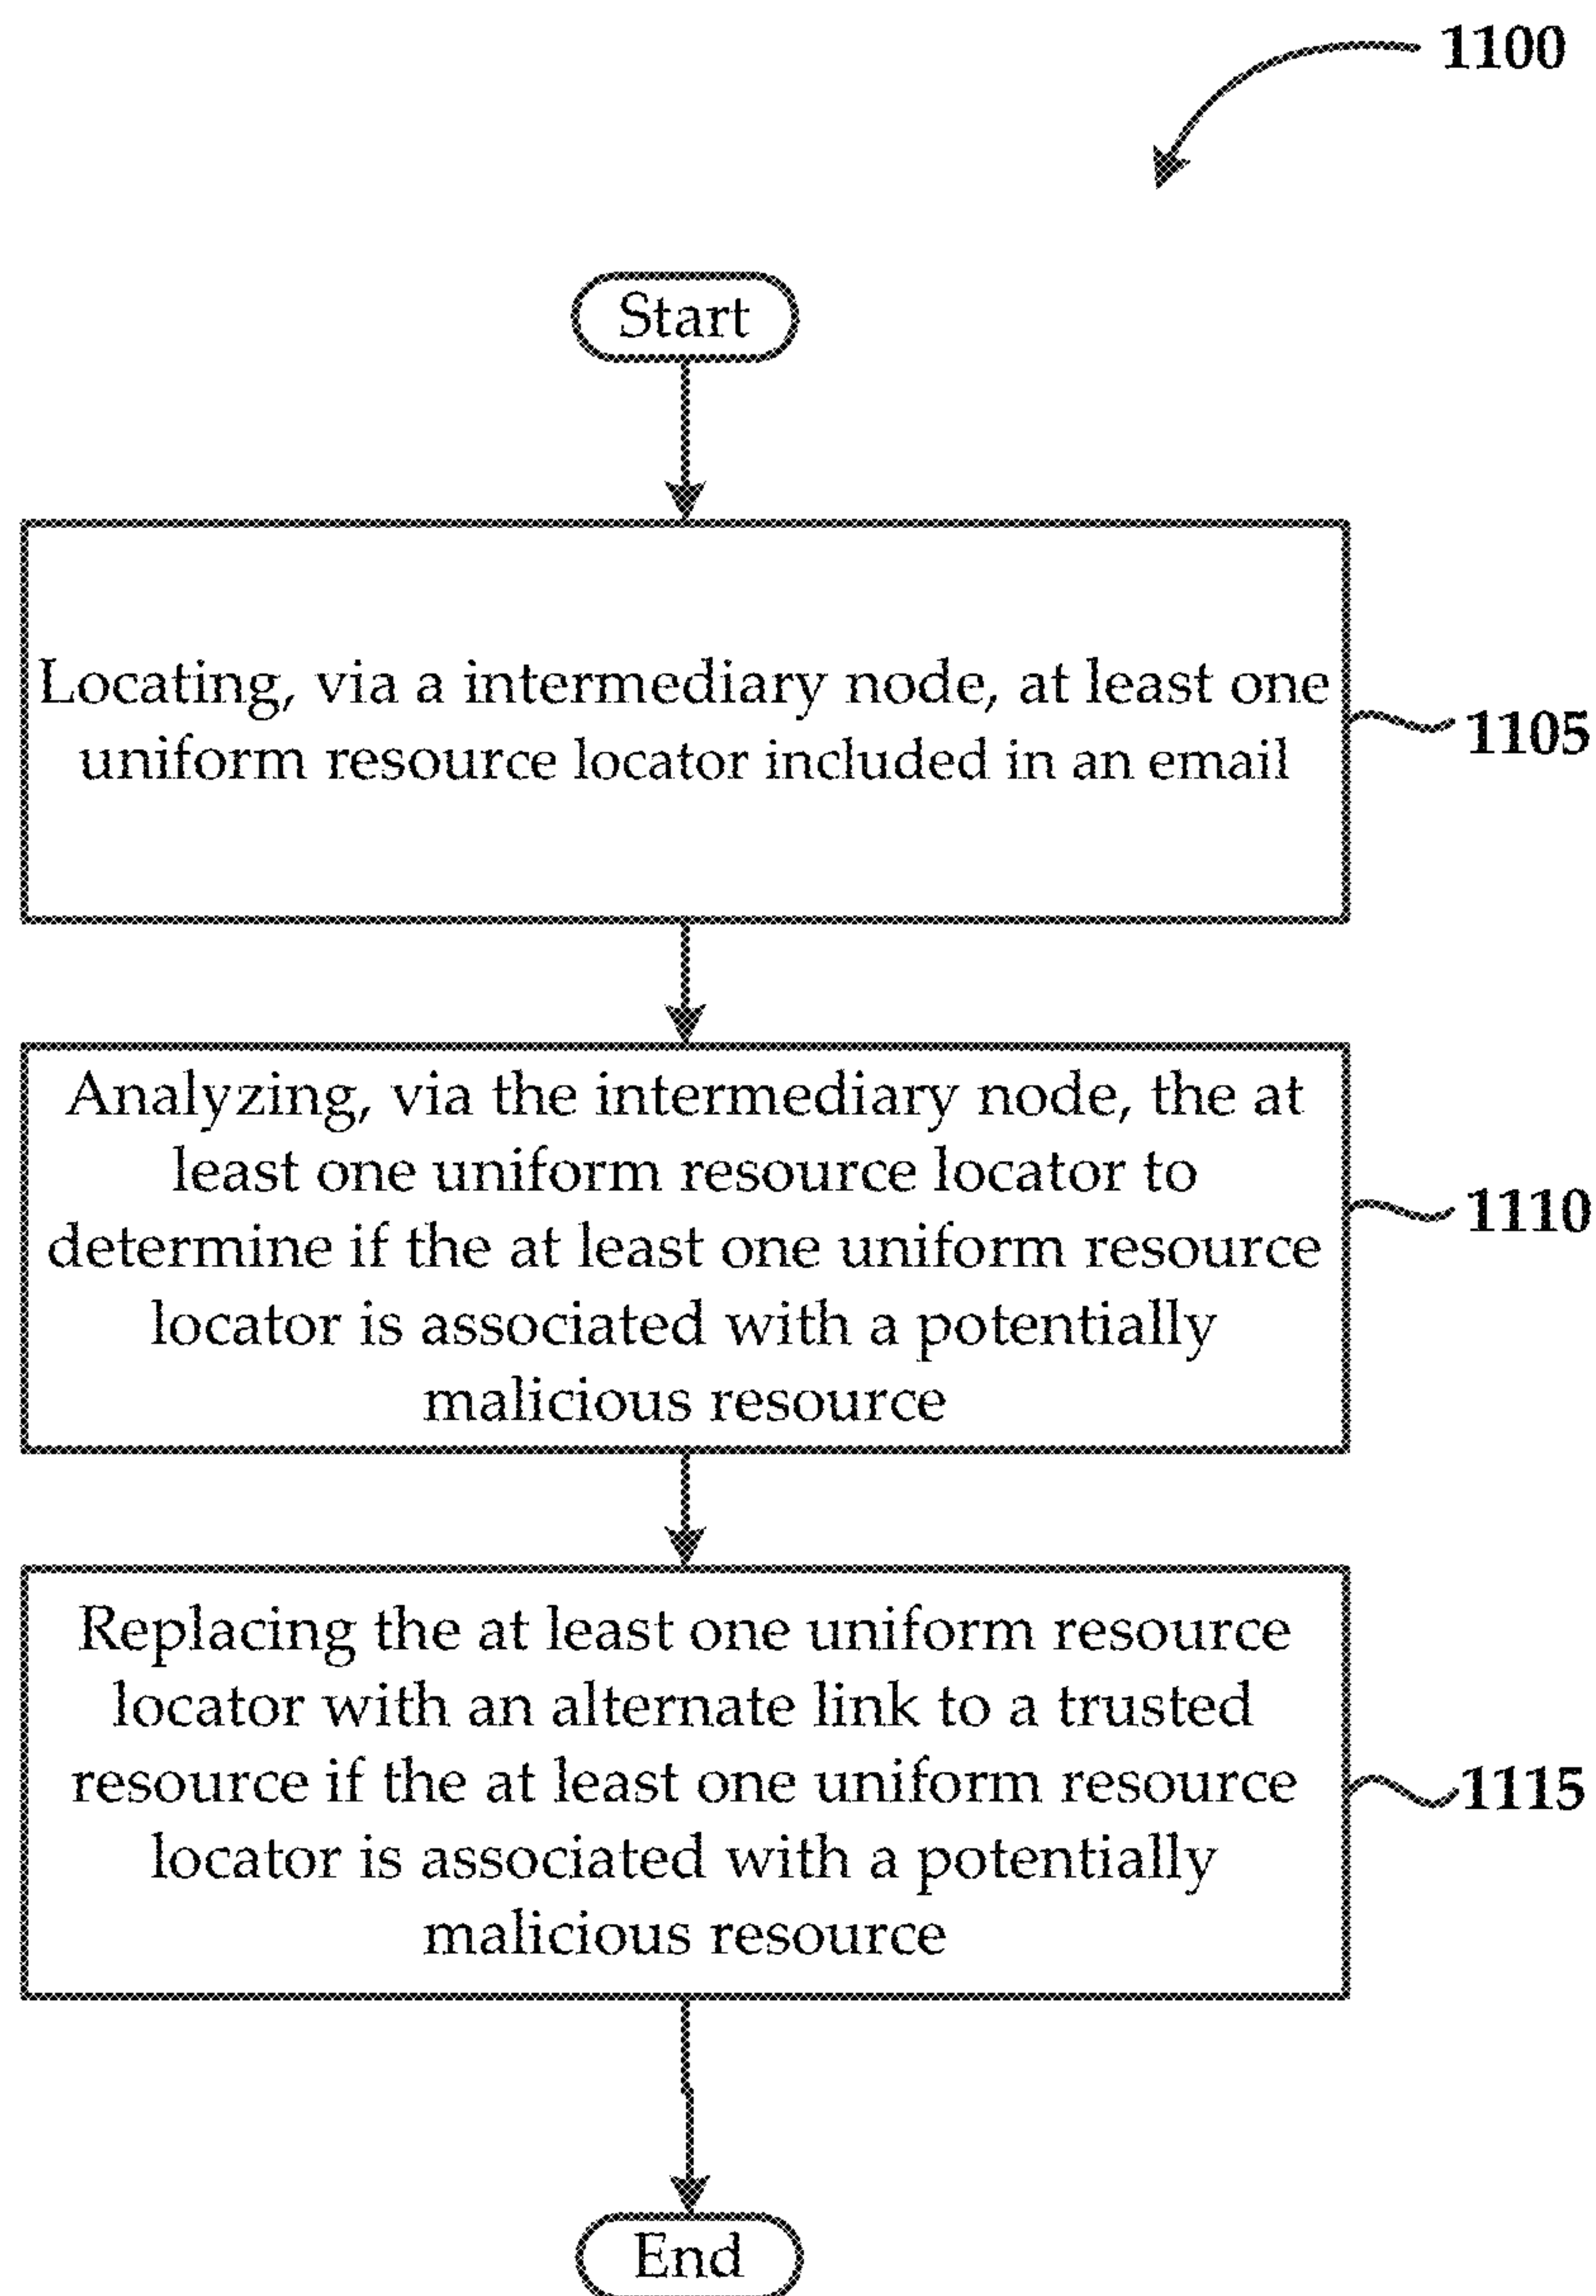 1100
Start
Locating, via a intermediary node, at least one
uniform resource locator included in an email
1105
Analyzing, via the intermediary node, the at
least one uniform resource locator to
determine if the at least one uniform resource
locator is associated with a potentially
malicious resource
1110
Replacing the at least one uniform resource
locator with an alternate link to a trusted
resource if the at least one uniform resource
locator is associated with a potentially
malicious resource
1115
End